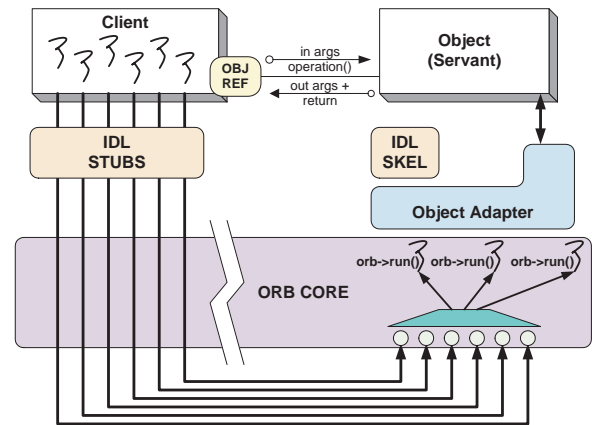 Client
OBJ
REF
in args
operation()
out args +
return
Object
(Servant)
IDL
STUBS
IDL
SKEL
Object Adapter
orb->run() orb->run() orb->run()
ORB CORE